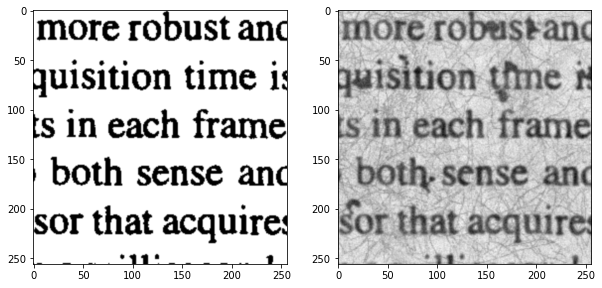 0
more robust and
50
quisition time is
100
ts in each frame
150
both sense and
200
sor that acquires
250
0 50 100 150 200 250
0
more robust and
50
quisition time is
100
ts in each frame
150
both sense and
200
sor that acquires
250
0 50 100 150 200 250